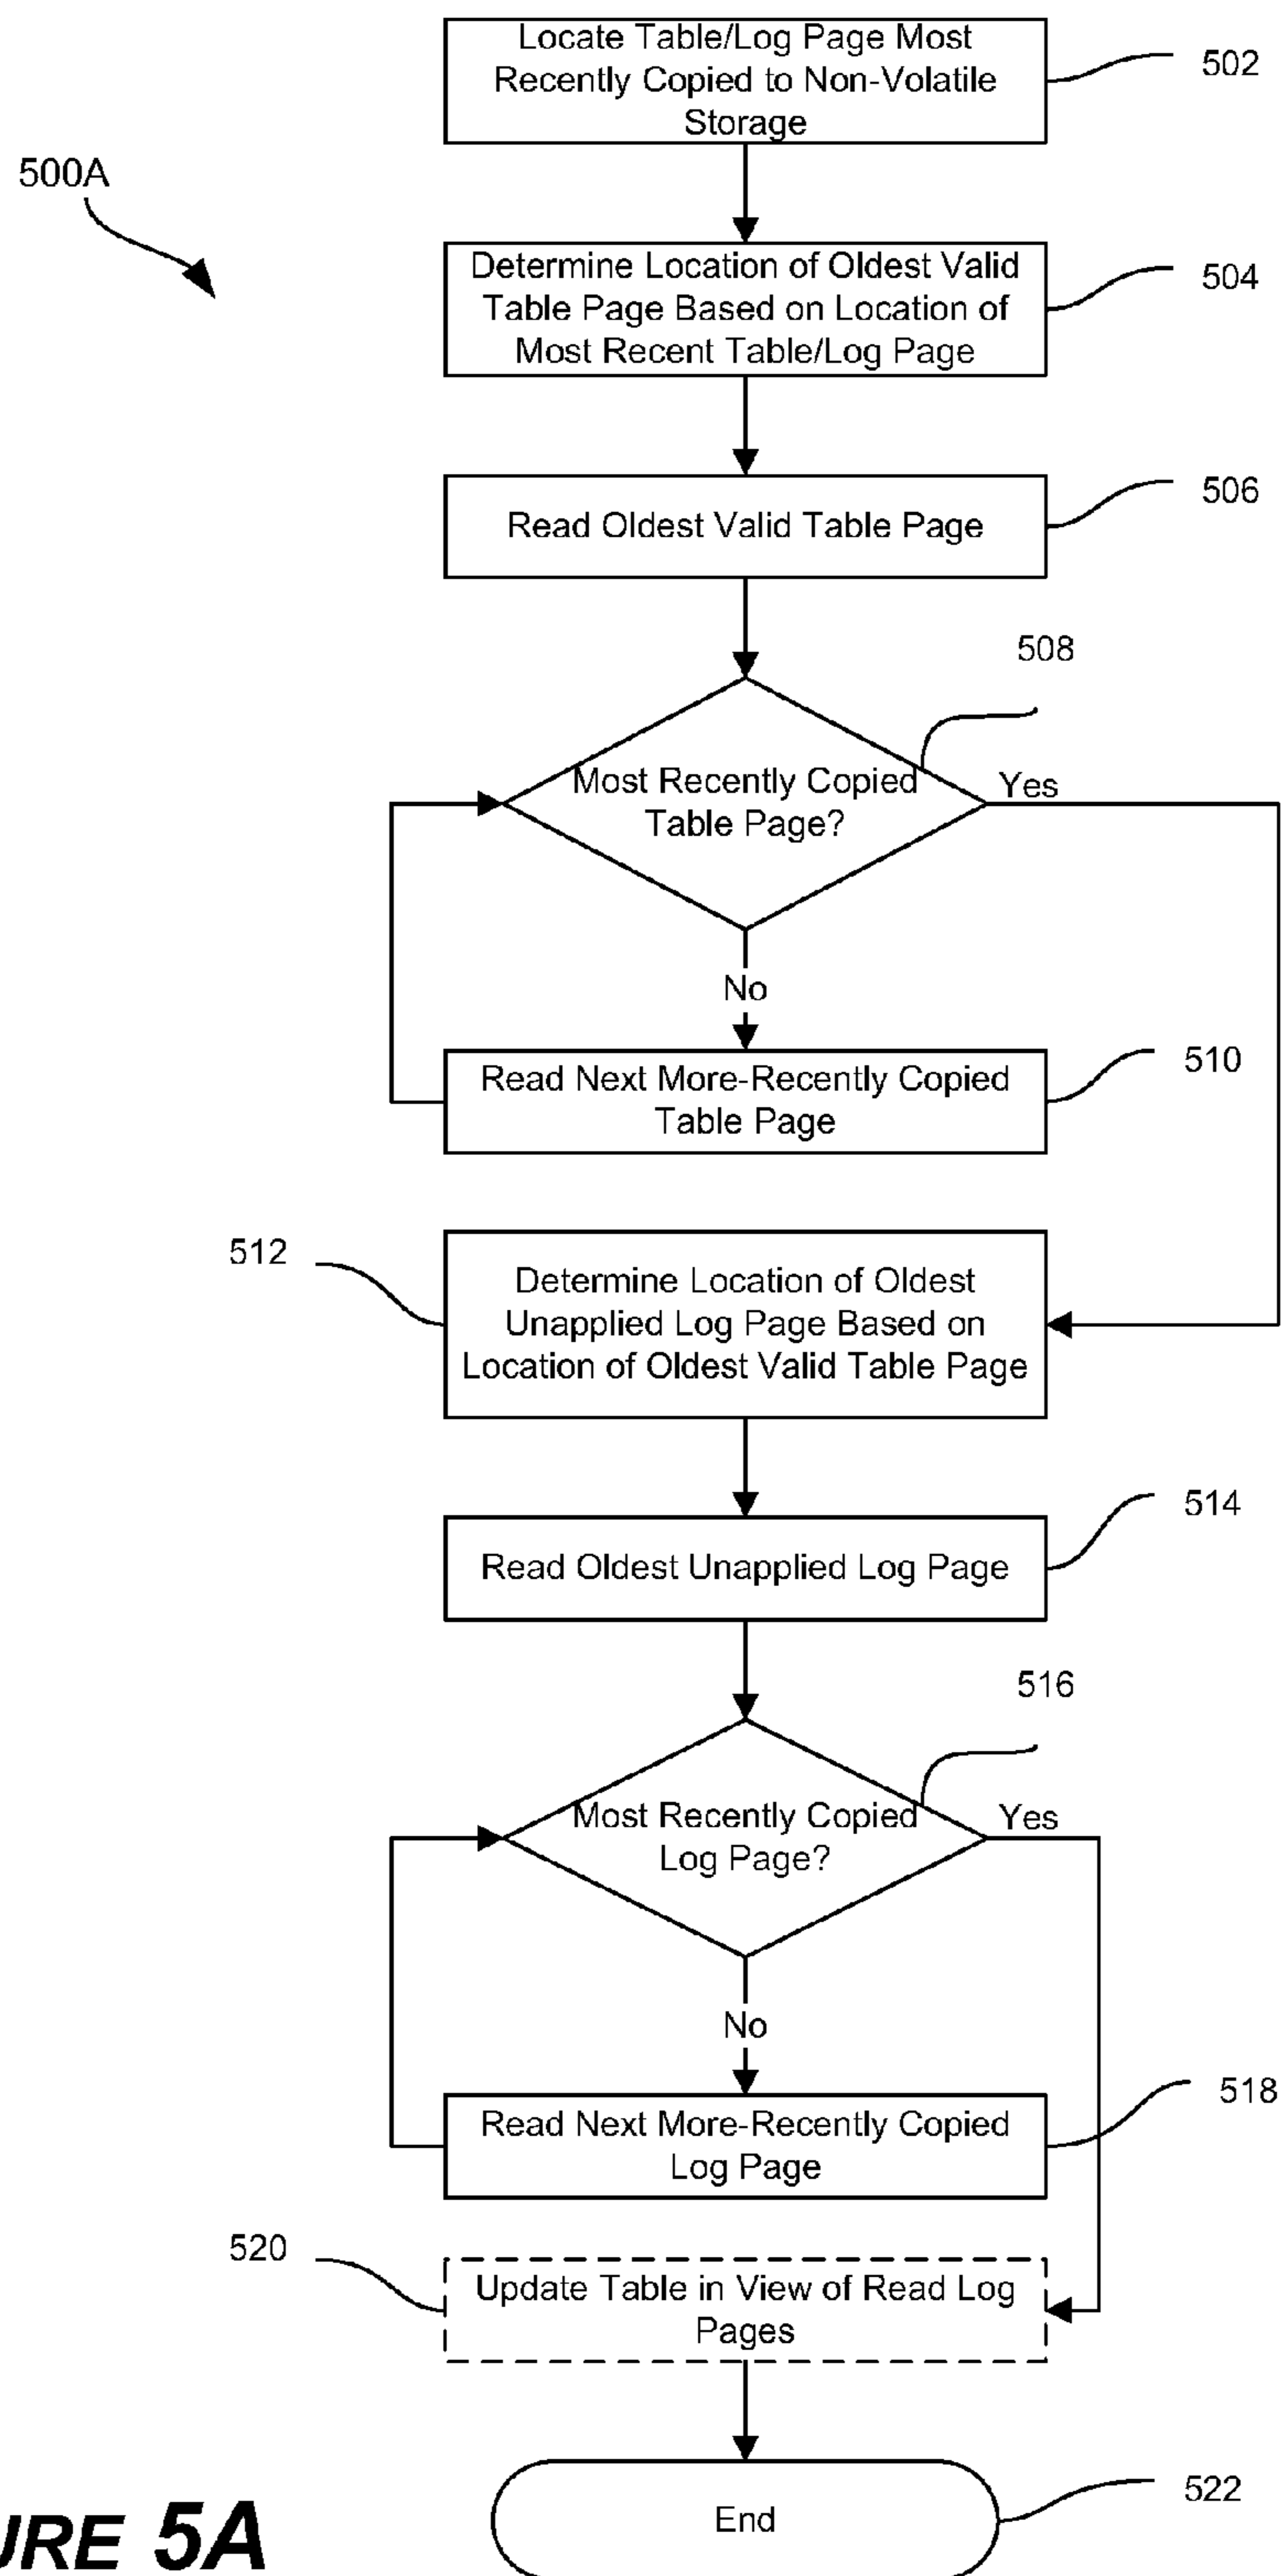 Locate Table/Log Page Most
Recently Copied to Non-Volatile
Storage
502
500A
Determine Location of Oldest Valid
Table Page Based on Location of
Most Recent Table/Log Page
504
Read Oldest Valid Table Page
506
508
Most Recently Copied
Table Page?
Yes
No
Read Next More-Recently Copied
Table Page
510
512
Determine Location of Oldest
Unapplied Log Page Based on
Location of Oldest Valid Table Page
Read Oldest Unapplied Log Page
514
516
Most Recently Copied
Log Page?
Yes
No
Read Next More-Recently Copied
Log Page
518
520
Update Table in View of Read Log
Pages
End
522
URE 5A